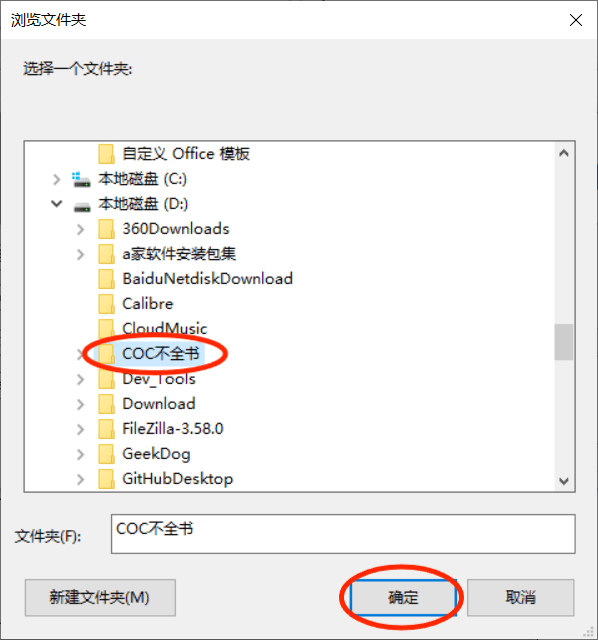 浏览文件夹
选择一个文件夹:
自定义 Office 模板
本地磁盘 (C:)
本地磁盘 (D:)
360Downloads
a家软件安装包集
BaiduNetdiskDownload
Calibre
CloudMusic
COC不全书
Dev_Tools
Download
FileZilla-3.58.0
GeekDog
GitHubDesktop
文件夹(F): COC不全书
新建文件夹(M) 确定 取消